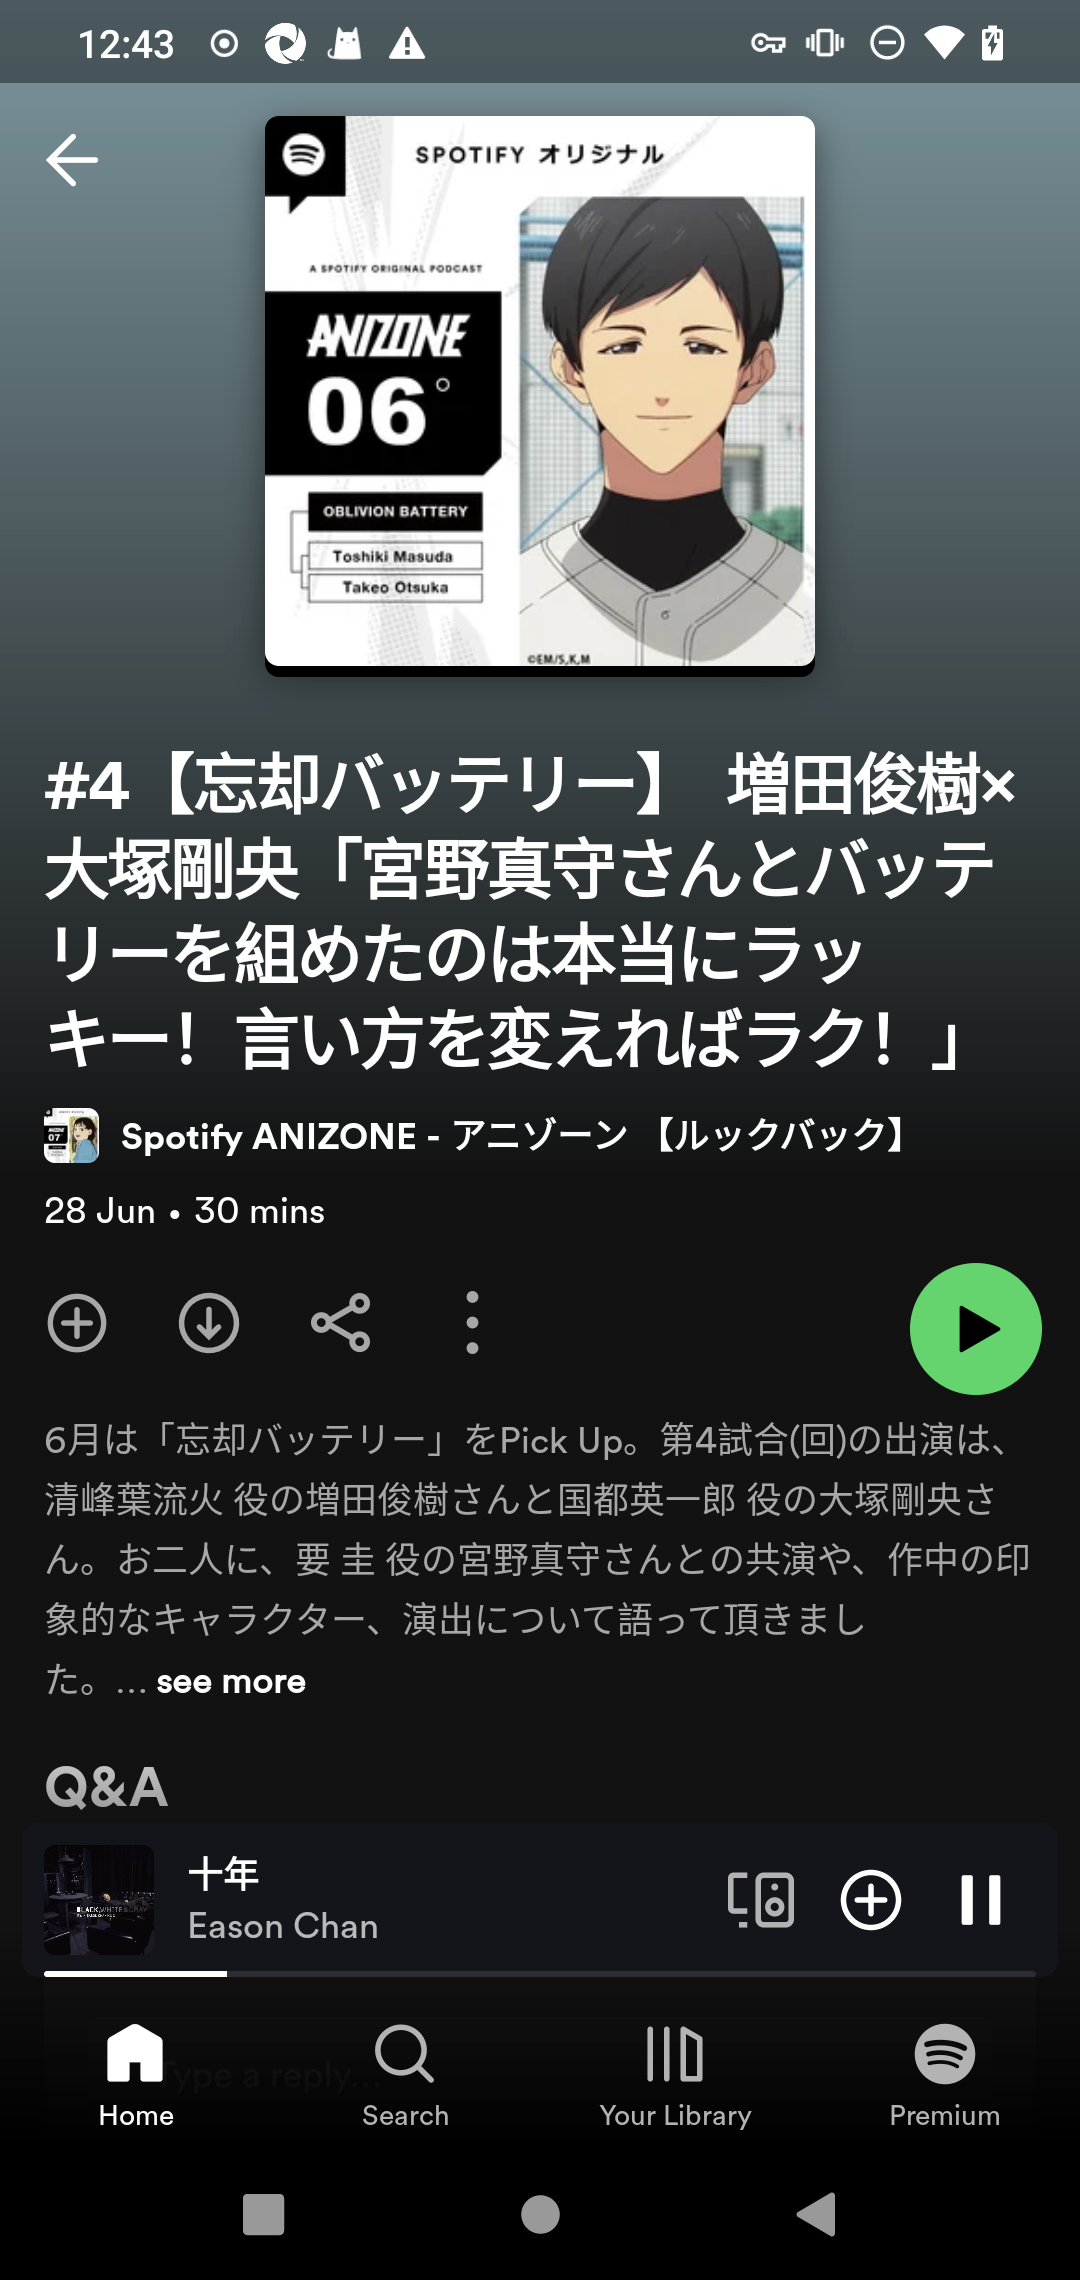 12:43
SPOTIFY オリジナル
A SPOTIFY ORIGINAL PODCAST
ANIZONE
06°
OBLIVION BATTERY
Toshiki Masuda
Takeo Otsuka
©EM/S,K,M
#4【忘却バッテリー】 増田俊樹×
大塚剛央「宮野真守さんとバッテ
リーを組めたのは本当にラッ
キー！言い方を変えればラク！」
Spotify ANIZONE - アニゾーン 【ルックバック】
28 Jun • 30 mins
6月は「忘却バッテリー」をPick Up。第4試合(回)の出演は、
清峰葉流火 役の増田俊樹さんと国都英一郎 役の大塚剛央さ
ん。お二人に、要 圭 役の宮野真守さんとの共演や、作中の印
象的なキャラクター、演出について語って頂きまし
た。... see more
Q&A
十年
Eason Chan
Type a reply...
Home
Search
Your Library
Premium